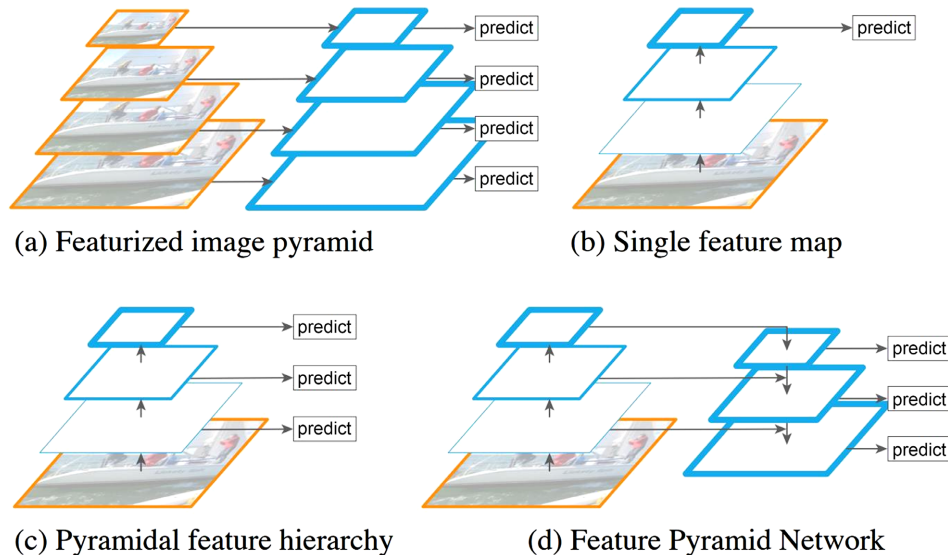 predict
predict
predict
predict
predict
(a) Featurized image pyramid
(b) Single feature map
predict
predict
predict
predict
predict
predict
(c) Pyramidal feature hierarchy
(d) Feature Pyramid Network